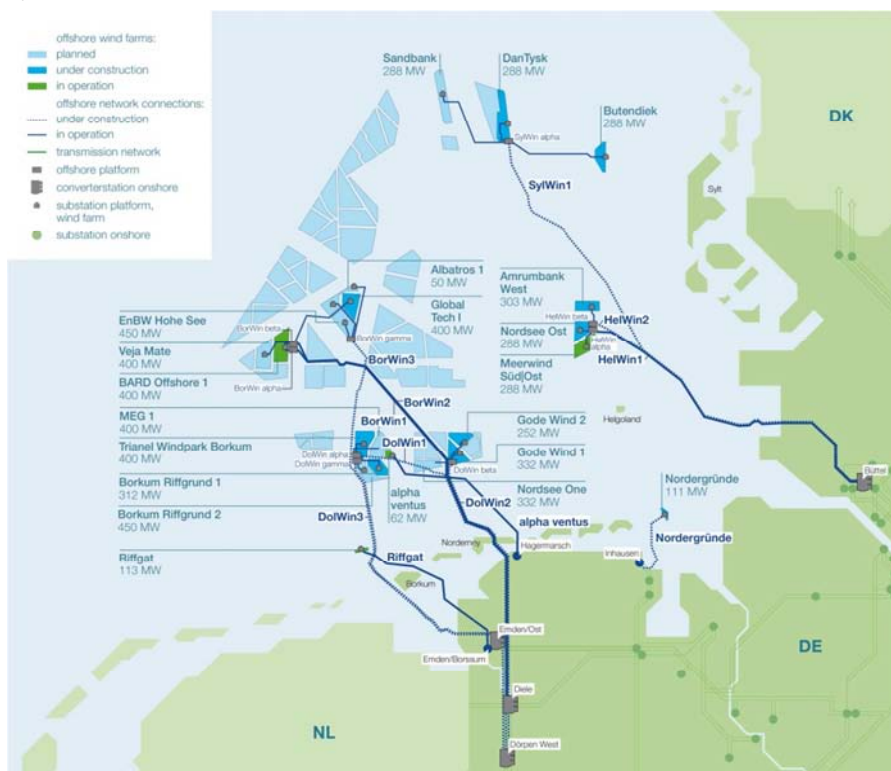 offshore wind farms:
planned
under construction
in operation
offshore network connections:
under construction
in operation
transmission network
offshore platform
converterstation onshore
substation platform,
wind farm
substation onshore
Sandbank
288 MW
DanTysk
288 MW
Butendiek
288 MW
DK
SylWin alpha
SylWin1
Sylt
Albatros 1
50 MW
Global
Tech I
400 MW
Amrumbank
West
303 MW
HelWin beta
HelWin2
Nordsee Ost
288 MW
HelWin
alpha
HelWin1
Meerwind
Süd|Ost
288 MW
EnBW Hohe See
450 MW
BorWin beta
BorWin gamma
Veja Mate
400 MW
BorWin3
BARD Offshore 1
400 MW
BorWin alpha
BorWin2
MEG 1
400 MW
BorWin1
DolWin1
Gode Wind 2
252 MW
Helgoland
Trianel Windpark Borkum
400 MW
DolWin alpha
DolWin gamma
DolWin beta
Gode Wind 1
332 MW
Borkum Riffgrund 1
312 MW
alpha
ventus
62 MW
DolWin2
Nordsee One
332 MW
Nordergründe
111 MW
Büttel
Borkum Riffgrund 2
450 MW
DolWin3
alpha ventus
Nordergründe
Riffgat
113 MW
Riffgat
Norderney
Hagermarsch
Inhausen
Borkum
Emden/Ost
Emden/Borssum
DE
Diele
NL
Dörpen West